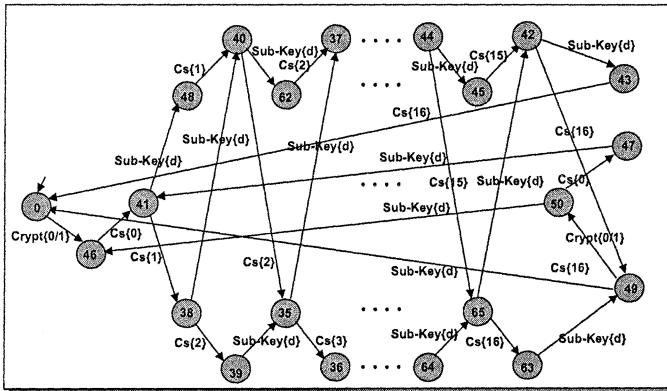 40
37
44
42
Sub-Key{d}
Sub-Key{d}
Sub-Key{d}
Cs{1}
Cs{2}
Cs{15}
48
62
45
43
Cs{16}
Cs{16}
Sub-Key{d}
Sub-Key{d}
Sub-Key{d}
Sub-Key{d}
47
Sub-Key{d}
Cs{15}
Cs{0}
0
41
50
Sub-Key{d}
Crypt{0/1}
Cs{0}
46
Cs{1}
Cs{2}
Crypt{0/1}
Sub-Key{d}
Cs{16}
49
38
35
65
Cs{2}
Sub-Key{d}
Cs{3}
Sub-Key{d}
Cs{16}
Sub-Key{d}
39
36
64
63